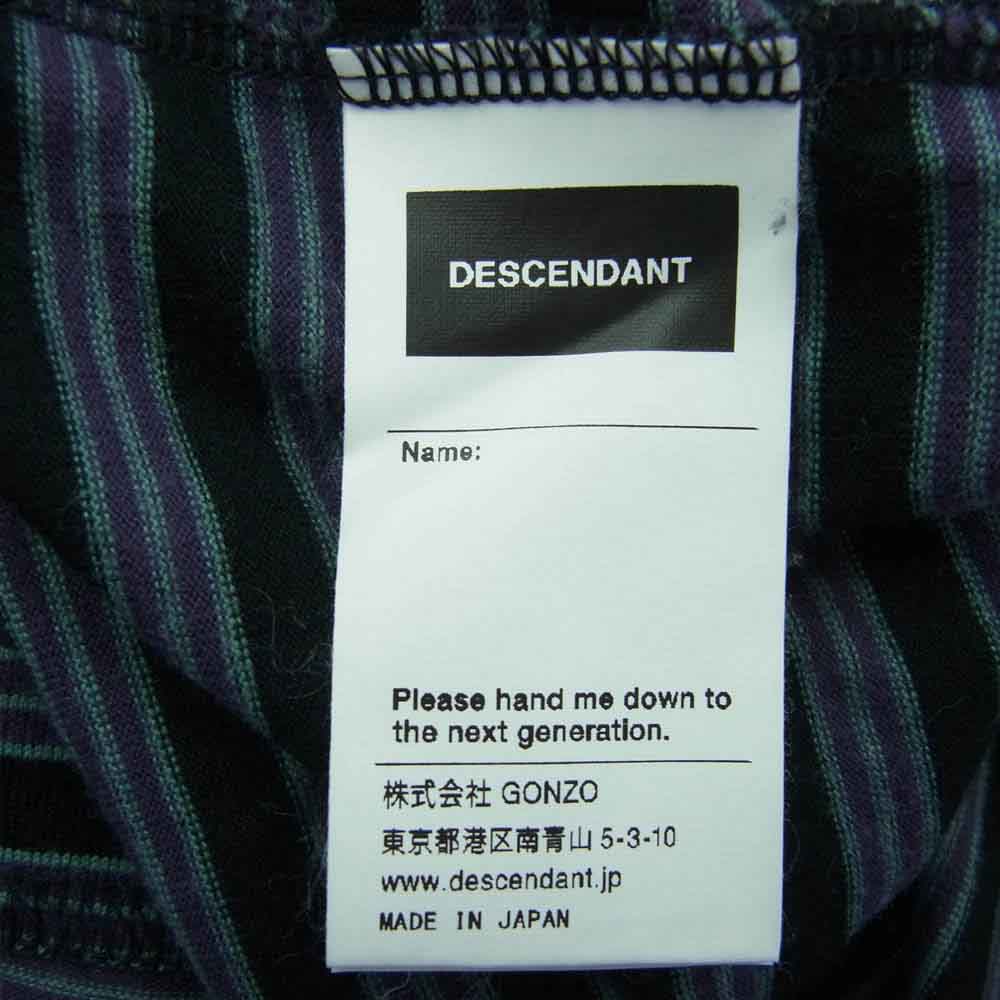 DESCENDANT
Name:
Please hand me down to
the next generation.
株式会社 GONZO
東京都港区南青山 5-3-10
www.descendant.jp
MADE IN JAPAN